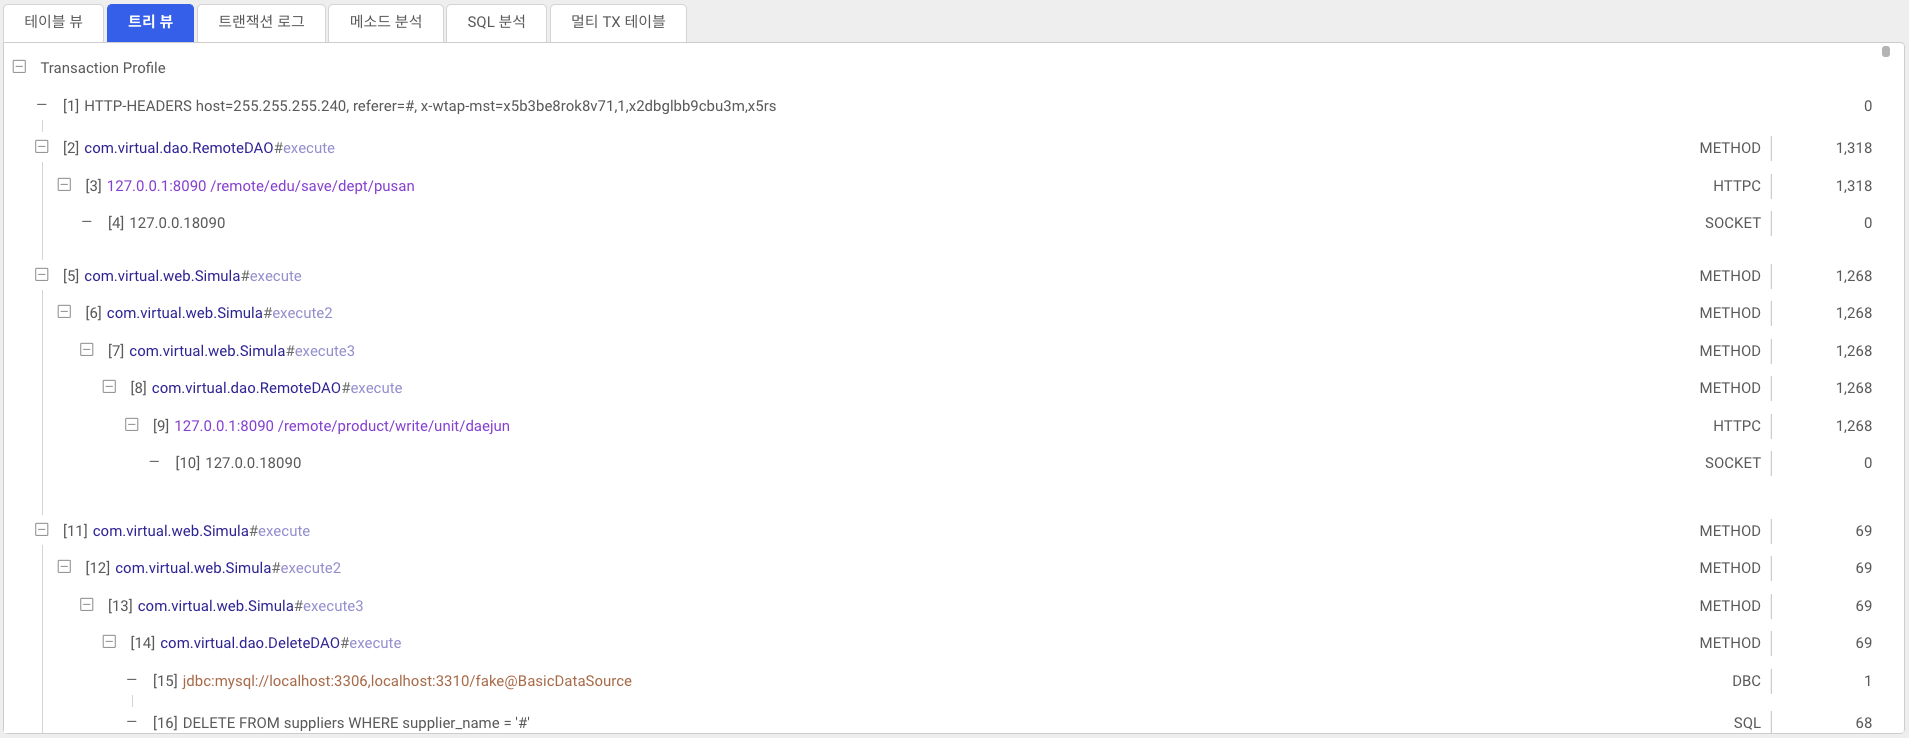 테이블 뷰 트리 뷰 트랜잭션 로그 메소드 분석 SQL 분석 멀티 TX 테이블
Transaction Profile
[1] HTTP-HEADERS host=255.255.255.240, referer=#, x-wtap-mst=x5b3be8rok8v71,1,x2dbglbb9cbu3m,x5rs 0
[2] com.virtual.dao.RemoteDAO#execute METHOD 1,318
[3] 127.0.0.1:8090 /remote/edu/save/dept/pusan HTTPC 1,318
[4] 127.0.0.18090 SOCKET 0
[5] com.virtual.web.Simula#execute METHOD 1,268
[6] com.virtual.web.Simula#execute2 METHOD 1,268
[7] com.virtual.web.Simula#execute3 METHOD 1,268
[8] com.virtual.dao.RemoteDAO#execute METHOD 1,268
[9] 127.0.0.1:8090 /remote/product/write/unit/daejun HTTPC 1,268
[10] 127.0.0.18090 SOCKET 0
[11] com.virtual.web.Simula#execute METHOD 69
[12] com.virtual.web.Simula#execute2 METHOD 69
[13] com.virtual.web.Simula#execute3 METHOD 69
[14] com.virtual.dao.DeleteDAO#execute METHOD 69
[15] jdbc:mysql://localhost:3306,localhost:3310/fake@BasicDataSource DBC 1
[16] DELETE FROM suppliers WHERE supplier_name = '#' SQL 68